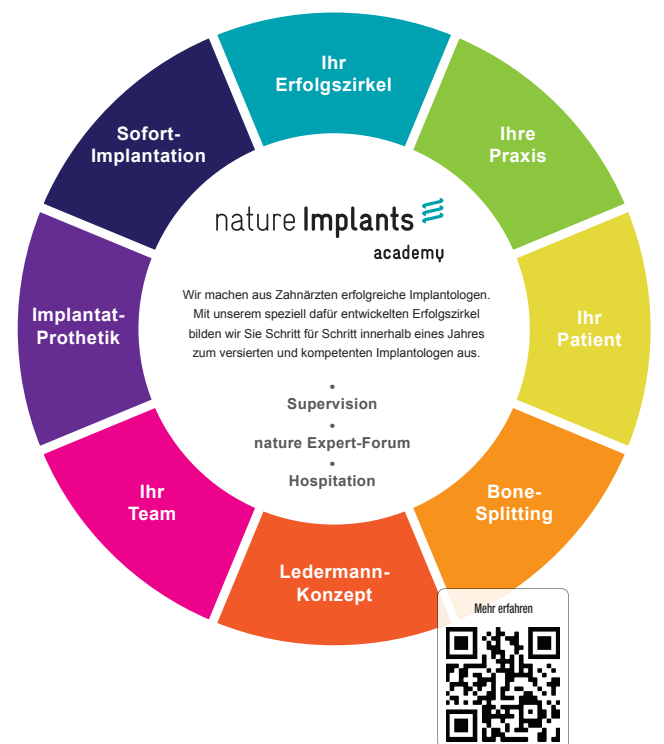 Ihr
Erfolgszirkel
Ihre
Praxis
Ihr
Patient
Bone-
Splitting
Ledermann-
Konzept
Ihr
Team
Implantat-
Prothetik
Sofort-
Implantation
nature Implants
academy
Wir machen aus Zahnärzten erfolgreiche Implantologen.
Mit unserem speziell dafür entwickelten Erfolgszirkel
bilden wir Sie Schritt für Schritt innerhalb eines Jahres
zum versierten und kompetenten Implantologen aus.
•
Supervision
•
nature Expert-Forum
•
Hospitation
Mehr erfahren